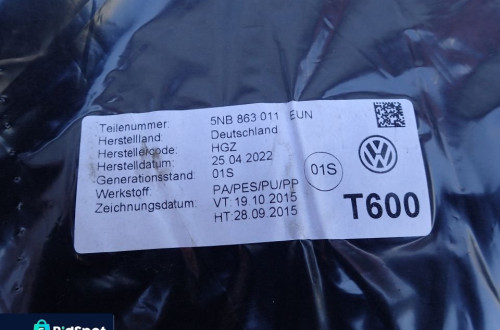 Teilenummer: 5NB 863 011 EUN
Herstelland: Deutschland
Herstellercode: HGZ
Herstelldatum: 25 04 2022
Generationsstand: 01S
Werkstoff: PA/PES/PU/PP
Zeichnungsdatum: VT: 19.10 2015
HT: 28.09.2015
01S
T600
BidSpot